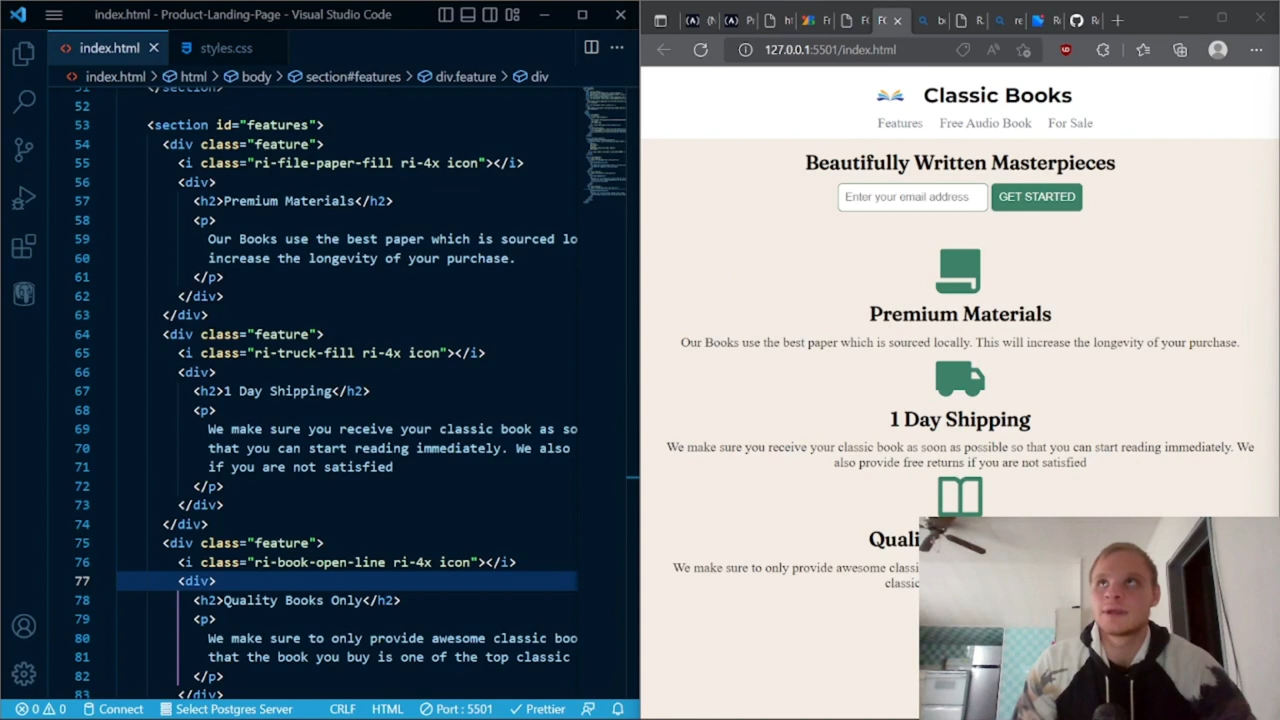 index.html - Product-Landing-Page - Visual Studio Code
index.html
styles.css
index.html > html > body > section#features > div.feature > div
</section>
52
53 <section id="features">
54 <div class="feature">
55 <i class="ri-file-paper-fill ri-4x icon"></i>
56 <div>
57 <h2>Premium Materials</h2>
58 <p>
59 Our Books use the best paper which is sourced lo
60 increase the longevity of your purchase.
61 </p>
62 </div>
63 </div>
64 <div class="feature">
65 <i class="ri-truck-fill ri-4x icon"></i>
66 <div>
67 <h2>1 Day Shipping</h2>
68 <p>
69 We make sure you receive your classic book as so
70 that you can start reading immediately. We also
71 if you are not satisfied
72 </p>
73 </div>
74 </div>
75 <div class="feature">
76 <i class="ri-book-open-line ri-4x icon"></i>
77 <div>
78 <h2>Quality Books Only</h2>
79 <p>
80 We make sure to only provide awesome classic boo
81 that the book you buy is one of the top classic
82 </p>
83 </div>
0 0 Connect Select Postgres Server CRLF HTML Port : 5501 Prettier
127.0.0.1:5501/index.html
Classic Books
Features Free Audio Book For Sale
Beautifully Written Masterpieces
Enter your email address GET STARTED
Premium Materials
Our Books use the best paper which is sourced locally. This will increase the longevity of your purchase.
1 Day Shipping
We make sure you receive your classic book as soon as possible so that you can start reading immediately. We
also provide free returns if you are not satisfied
Quali
We make sure to only provide awesome classi
classic